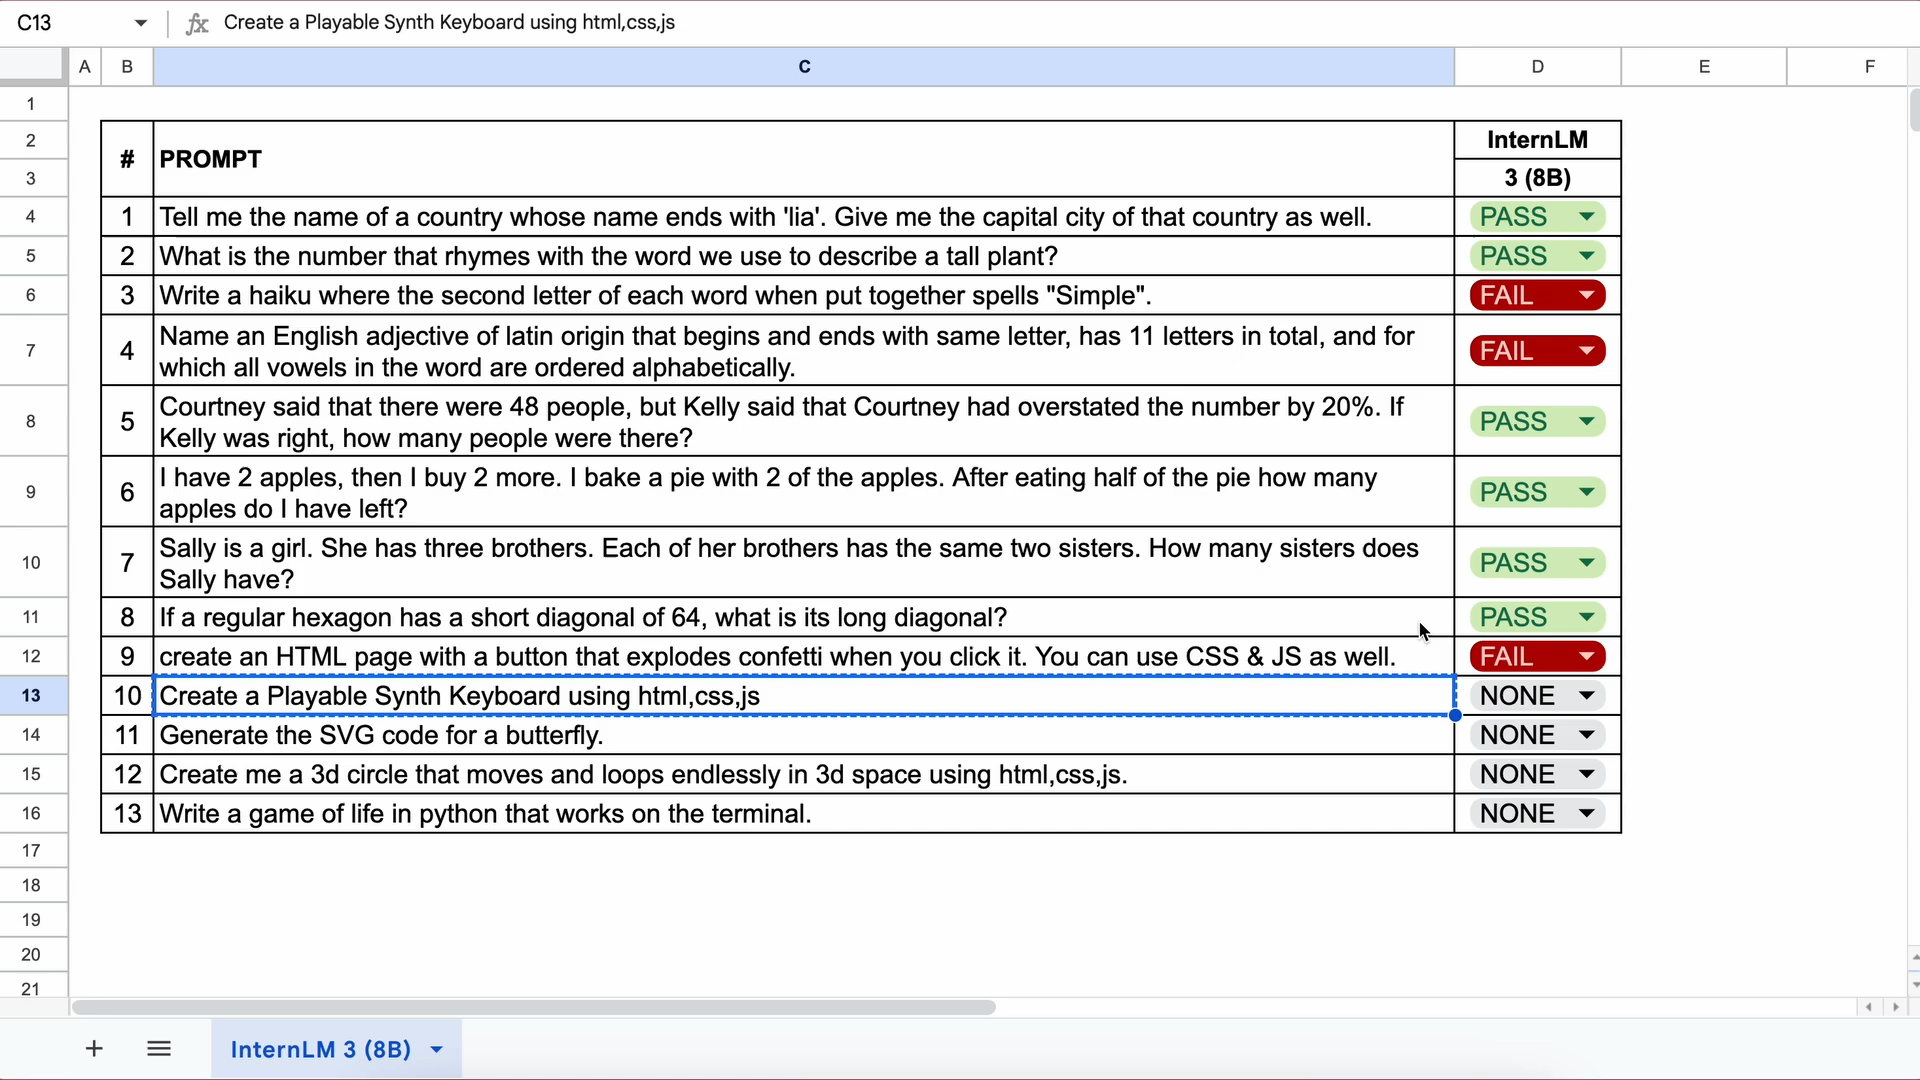 C13 fx Create a Playable Synth Keyboard using html,css,js
A B C D E F
1
2 # PROMPT InternLM
3 3 (8B)
4 1 Tell me the name of a country whose name ends with 'lia'. Give me the capital city of that country as well. PASS
5 2 What is the number that rhymes with the word we use to describe a tall plant? PASS
6 3 Write a haiku where the second letter of each word when put together spells "Simple". FAIL
7 4 Name an English adjective of latin origin that begins and ends with same letter, has 11 letters in total, and for
which all vowels in the word are ordered alphabetically. FAIL
8 5 Courtney said that there were 48 people, but Kelly said that Courtney had overstated the number by 20%. If
Kelly was right, how many people were there? PASS
9 6 I have 2 apples, then I buy 2 more. I bake a pie with 2 of the apples. After eating half of the pie how many
apples do I have left? PASS
10 7 Sally is a girl. She has three brothers. Each of her brothers has the same two sisters. How many sisters does
Sally have? PASS
11 8 If a regular hexagon has a short diagonal of 64, what is its long diagonal? PASS
12 9 create an HTML page with a button that explodes confetti when you click it. You can use CSS & JS as well. FAIL
13 10 Create a Playable Synth Keyboard using html,css,js NONE
14 11 Generate the SVG code for a butterfly. NONE
15 12 Create me a 3d circle that moves and loops endlessly in 3d space using html,css,js. NONE
16 13 Write a game of life in python that works on the terminal. NONE
17
18
19
20
21
InternLM 3 (8B)